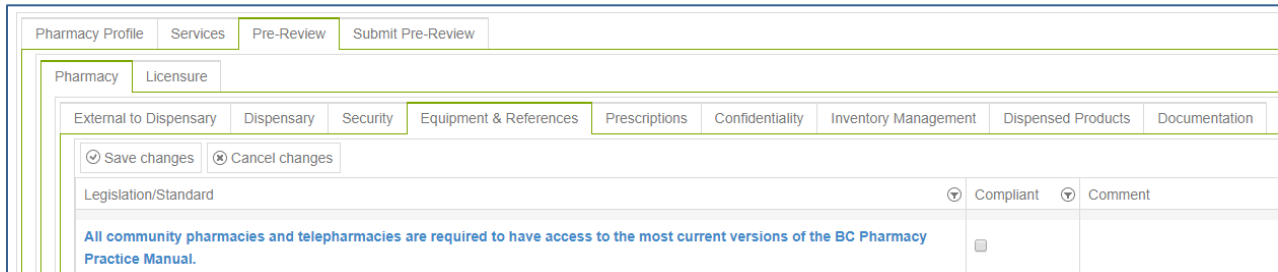 Pharmacy Profile Services Pre-Review Submit Pre-Review
Pharmacy Licensure
External to Dispensary Dispensary Security Equipment & References Prescriptions Confidentiality Inventory Management Dispensed Products Documentation
Save changes Cancel changes
Legislation/Standard Compliant Comment
All community pharmacies and telepharmacies are required to have access to the most current versions of the BC Pharmacy
Practice Manual.